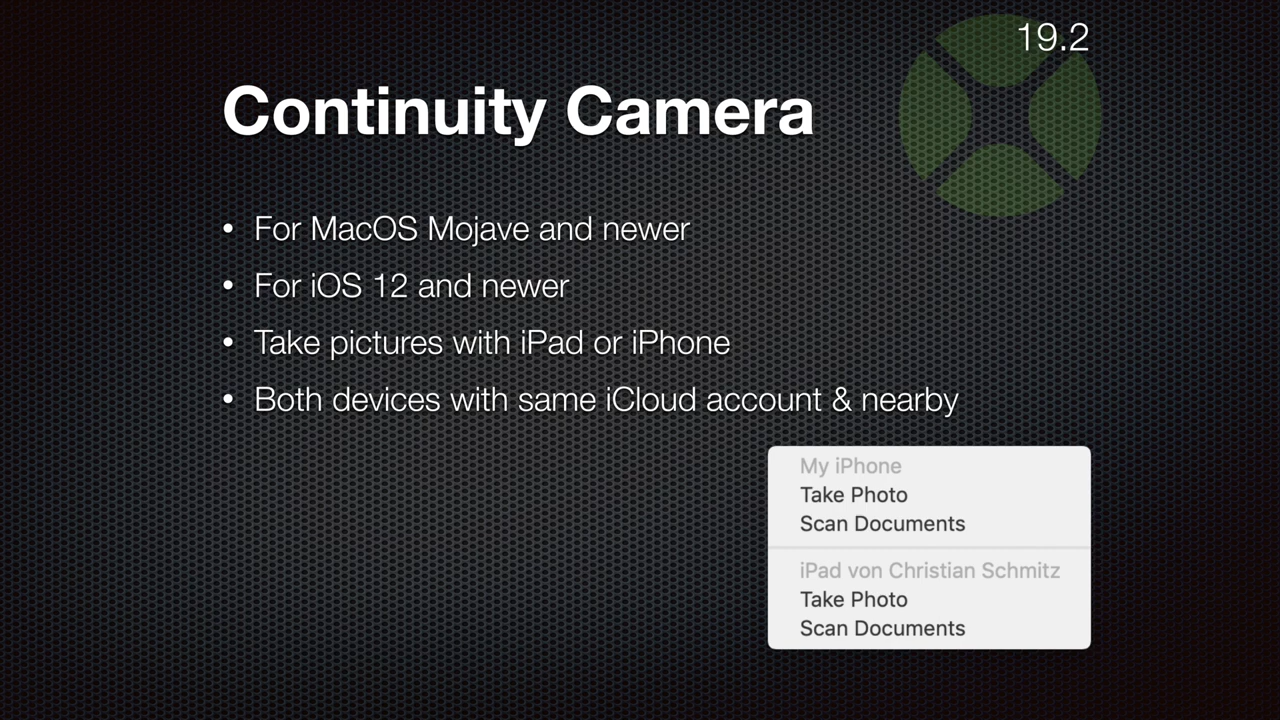 19.2
Continuity Camera
• For MacOS Mojave and newer
• For iOS 12 and newer
• Take pictures with iPad or iPhone
• Both devices with same iCloud account & nearby
My iPhone
Take Photo
Scan Documents
iPad von Christian Schmitz
Take Photo
Scan Documents